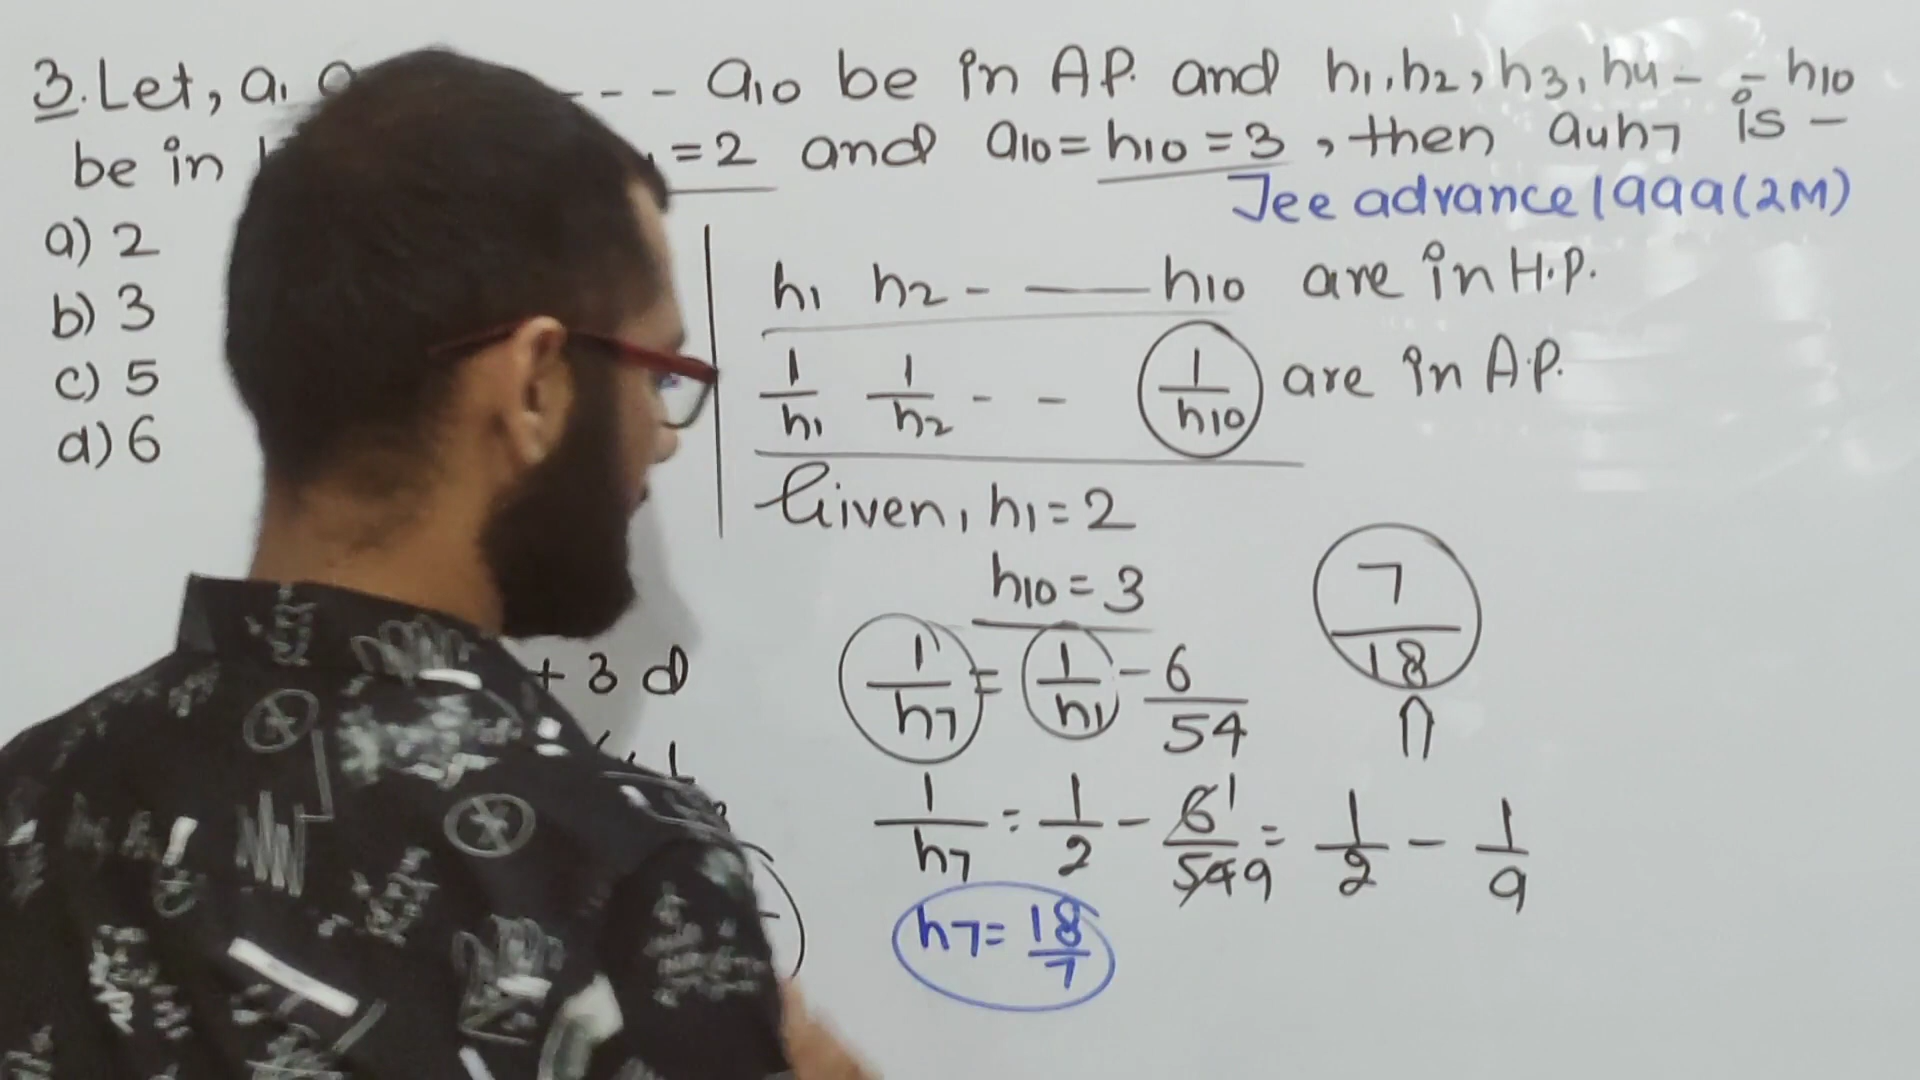 3. Let, a1 a - - - a10 be in A.P. and h1, h2, h3, h4 - - h10
be in = 2 and a10 = h10 = 3, then a4h7 is -
Jee advance 1999 (2M)
a) 2
b) 3
c) 5
d) 6
h1 h2 - — h10 are in H.P.
1/h1 1/h2 - - 1/h10 are in A.P.
Given, h1 = 2
h10 = 3
+ 3d
1/h7 = 1/h1 - 6/54
7/18
1/h7 = 1/2 - 6 1/54 9 = 1/2 - 1/9
h7 = 18/7